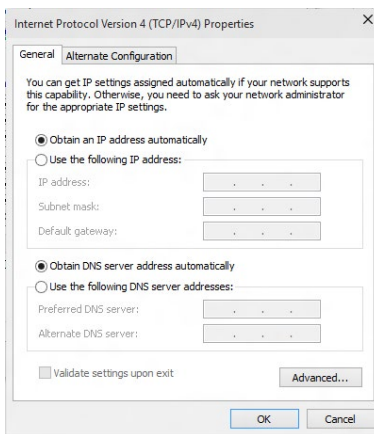 Internet Protocol Version 4 (TCP/IPv4) Properties
General
Alternate Configuration
You can get IP settings assigned automatically if your network supports
this capability. Otherwise, you need to ask your network administrator
for the appropriate IP settings.
Obtain an IP address automatically
Use the following IP address:
IP address:
Subnet mask:
Default gateway:
Obtain DNS server address automatically
Use the following DNS server addresses:
Preferred DNS server:
Alternate DNS server:
Validate settings upon exit
Advanced...
OK
Cancel